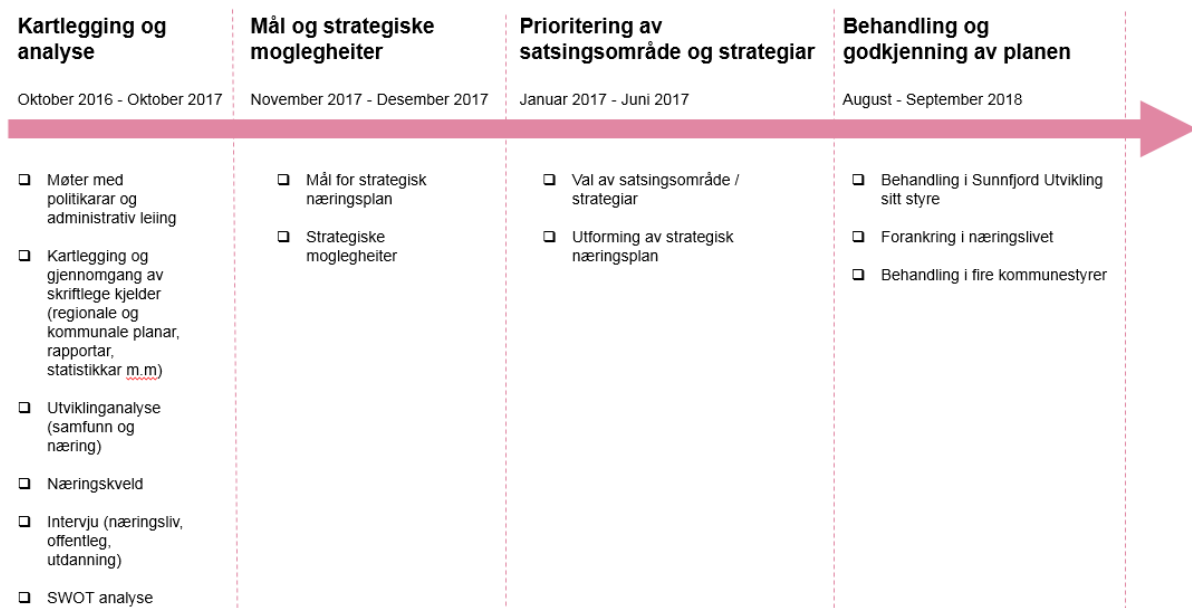 Kartlegging og
analyse
Oktober 2016 - Oktober 2017
Møter med
politikarar og
administrativ leiing
Kartlegging og
gjennomgang av
skriftlege kjelder
(regionale og
kommunale planar,
rapportar,
statistikkar m.m)
Utviklinganalyse
(samfunn og
næring)
Næringskveld
Intervju (næringsliv,
offentleg,
utdanning)
SWOT analyse
Mål og strategiske
moglegheiter
November 2017 - Desember 2017
Mål for strategisk
næringsplan
Strategiske
moglegheiter
Prioritering av
satsingsområde og strategiar
Januar 2017 - Juni 2017
Val av satsingsområde /
strategiar
Utforming av strategisk
næringsplan
Behandling og
godkjenning av planen
August - September 2018
Behandling i Sunnfjord Utvikling
sitt styre
Forankring i næringslivet
Behandling i fire kommunestyrer